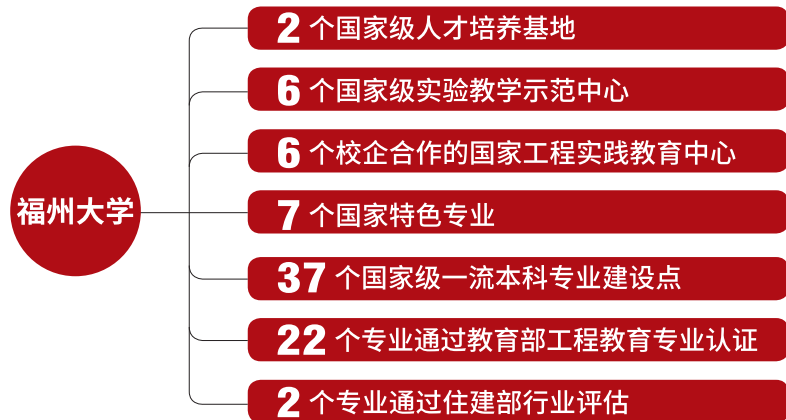 福州大学
2 个国家级人才培养基地
6 个国家级实验教学示范中心
6 个校企合作的国家工程实践教育中心
7 个国家特色专业
37 个国家级一流本科专业建设点
22 个专业通过教育部工程教育专业认证
2 个专业通过住建部行业评估